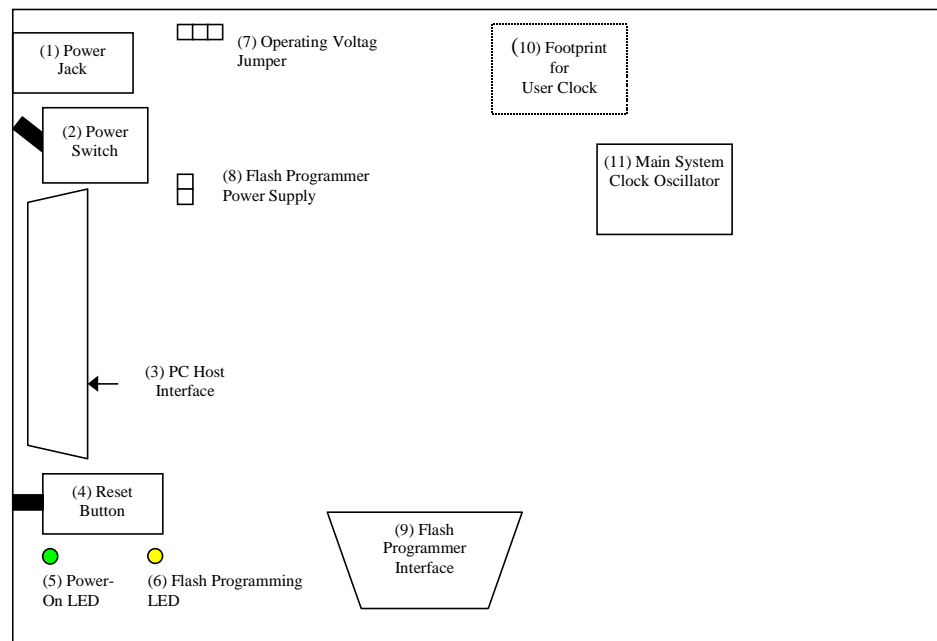 (1) Power
Jack
(2) Power
Switch
(3) PC Host
Interface
(4) Reset
Button
(5) Power-
On LED
(6) Flash Programming
LED
(7) Operating Voltag
Jumper
(8) Flash Programmer
Power Supply
(9) Flash
Programmer
Interface
(10) Footprint
for
User Clock
(11) Main System
Clock Oscillator